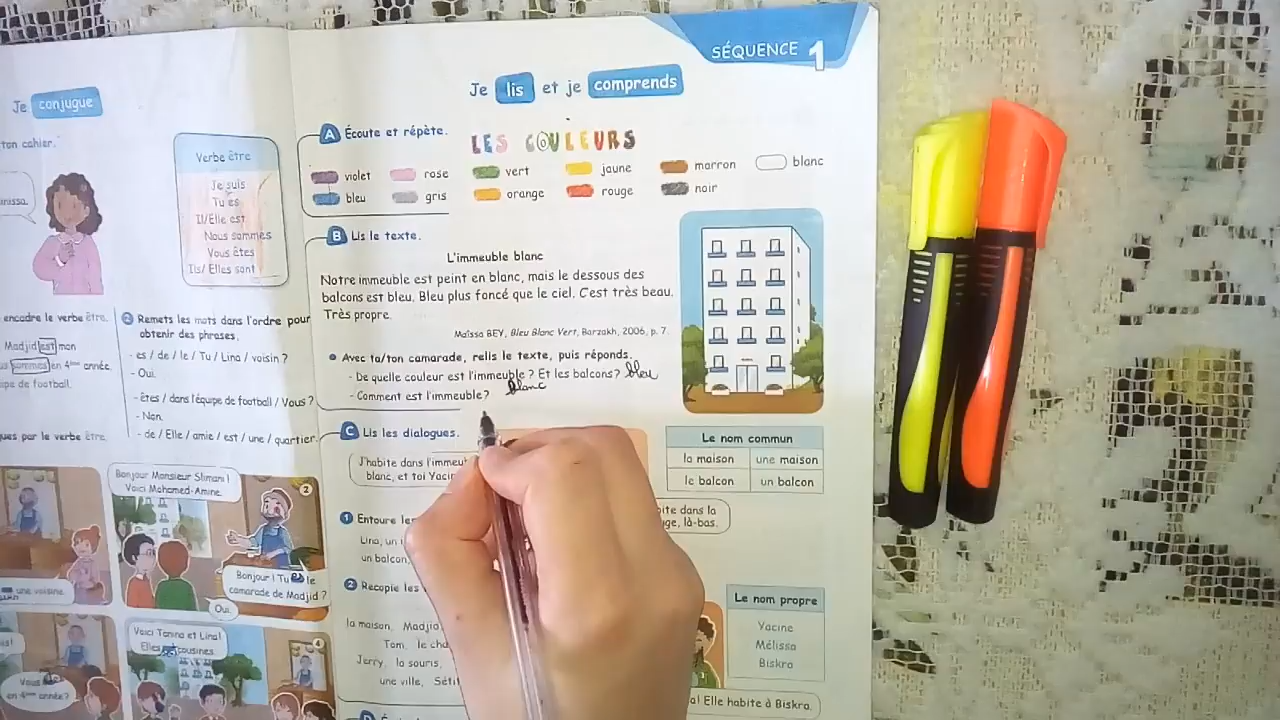 Je conjugue
ton cahier.
Verbe être
Je suis
Tu es
Il/Elle est
Nous sommes
Vous êtes
Ils/ Elles sont
encadre le verbe être.
Madjid est mon
sommes en 4ème année.
de football.
2 Remets les mots dans l'ordre pour
obtenir des phrases.
- es / de / le / Tu / Lina / voisin ?
- Oui.
- êtes / dans l'équipe de football / Vous ?
- Non.
- de / Elle / amie / est / une / quartier.
par le verbe être.
Bonjour Monsieur Slimani !
Voici Mohamed-Amine.
2
une voisine.
Bonjour ! Tu es le
camarade de Madjid ?
Oui.
Voici Tanina et Lina!
Elles cousines
4
Vous
en 4ème année?
SÉQUENCE 1
Je lis et je comprends
A Écoute et répète.
LES COULEURS
violet rose vert jaune marron blanc
bleu gris orange rouge noir
B Lis le texte.
L'immeuble blanc
Notre immeuble est peint en blanc, mais le dessous des
balcons est bleu. Bleu plus foncé que le ciel. C'est très beau.
Très propre.
Maïssa BEY, Bleu Blanc Vert, Barzakh, 2006, p. 7.
• Avec ta/ton camarade, relis le texte, puis réponds.
- De quelle couleur est l'immeuble ? Et les balcons? bleu
- Comment est l'immeuble? blanc
C Lis les dialogues.
J'habite dans
blanc, et toi
Le nom commun
la maison une maison
le balcon un balcon
dans la
là-bas.
1 Entoure
Lina, un
un balcon,
2 Recopie
la maison, Madjid
Tom, le
Jerry, la souris,
une ville,
Le nom propre
Yacine
Mélissa
Biskra
Elle habite à Biskra.